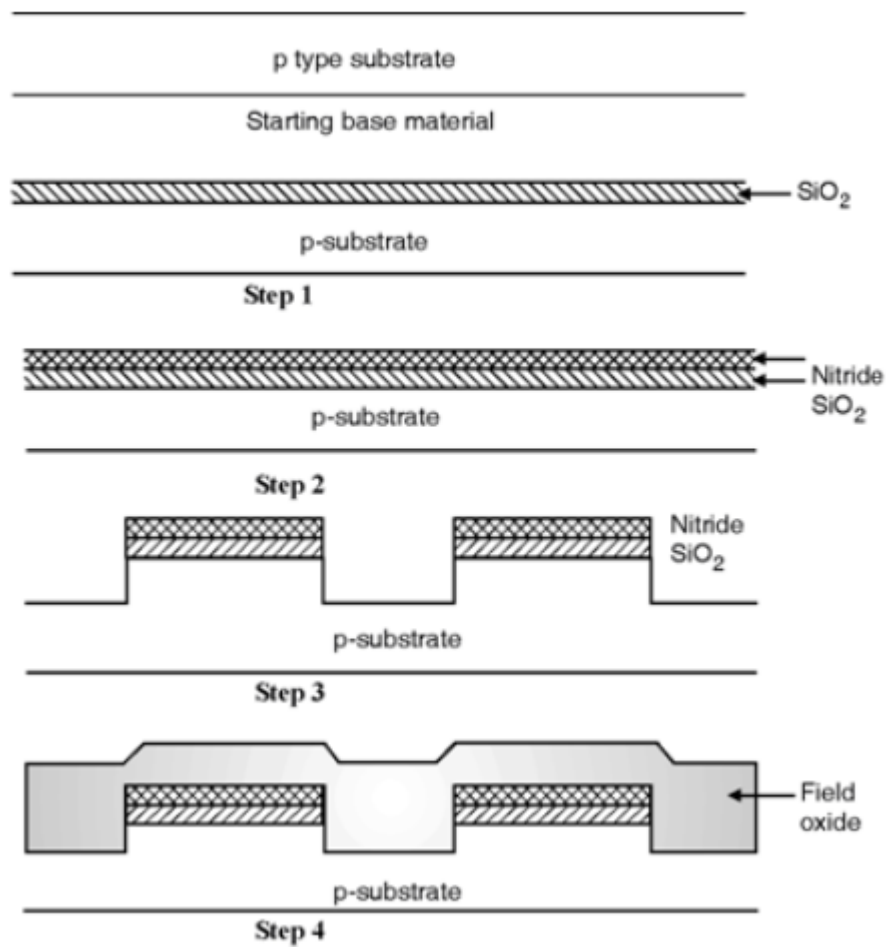 p type substrate
Starting base material
SiO2
p-substrate
Step 1
Nitride
SiO2
p-substrate
Step 2
Nitride
SiO2
p-substrate
Step 3
Field
oxide
p-substrate
Step 4